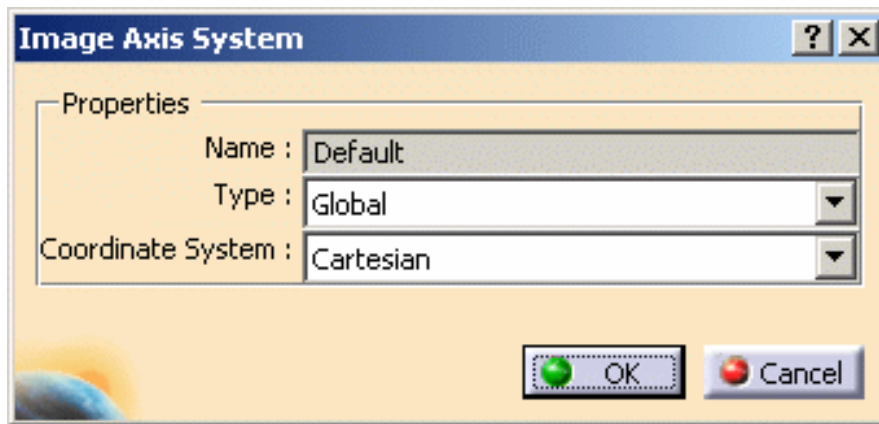 Image Axis System ?
Properties
Name : Default
Type : Global
Coordinate System : Cartesian
OK Cancel